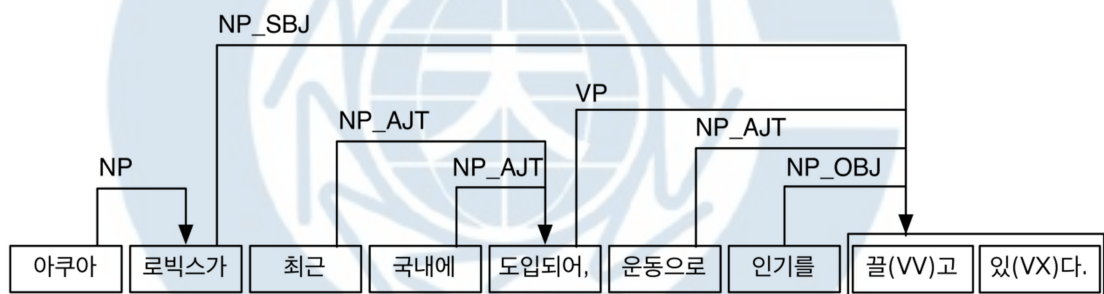 NP_SBJ
VP
NP_AJT NP_AJT
NP NP_AJT NP_OBJ
아쿠아 로빅스가 최근 국내에 도입되어, 운동으로 인기를 끌(VV)고 있(VX)다.